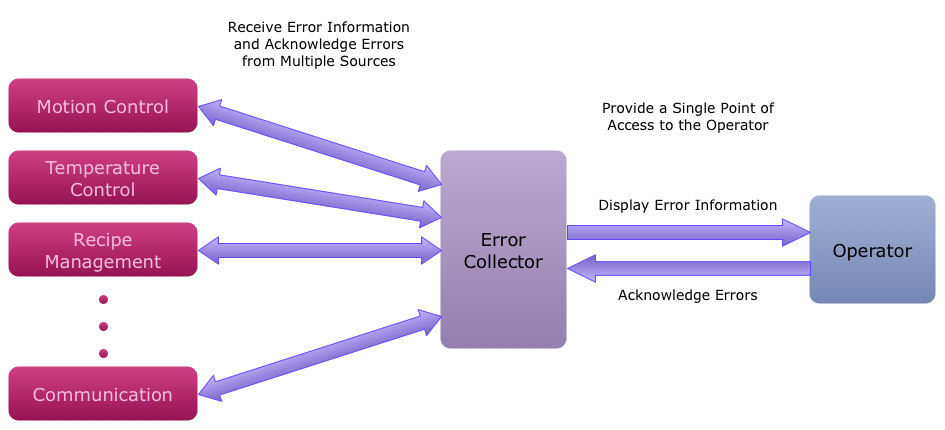 Receive Error Information
and Acknowledge Errors
from Multiple Sources
Motion Control
Temperature
Control
Recipe
Management
Communication
Error
Collector
Provide a Single Point of
Access to the Operator
Display Error Information
Acknowledge Errors
Operator